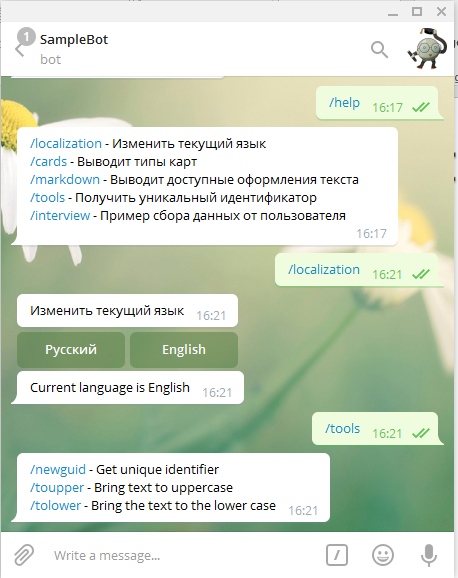 1
SampleBot
bot
/help 16:17
/localization - Изменить текущий язык
/cards - Выводит типы карт
/markdown - Выводит доступные оформления текста
/tools - Получить уникальный идентификатор
/interview - Пример сбора данных от пользователя
16:17
/localization 16:21
Изменить текущий язык 16:21
Русский English
Current language is English 16:21
/tools 16:21
/newguid - Get unique identifier
/toupper - Bring text to uppercase
/tolower - Bring the text to the lower case 16:21
Write a message...